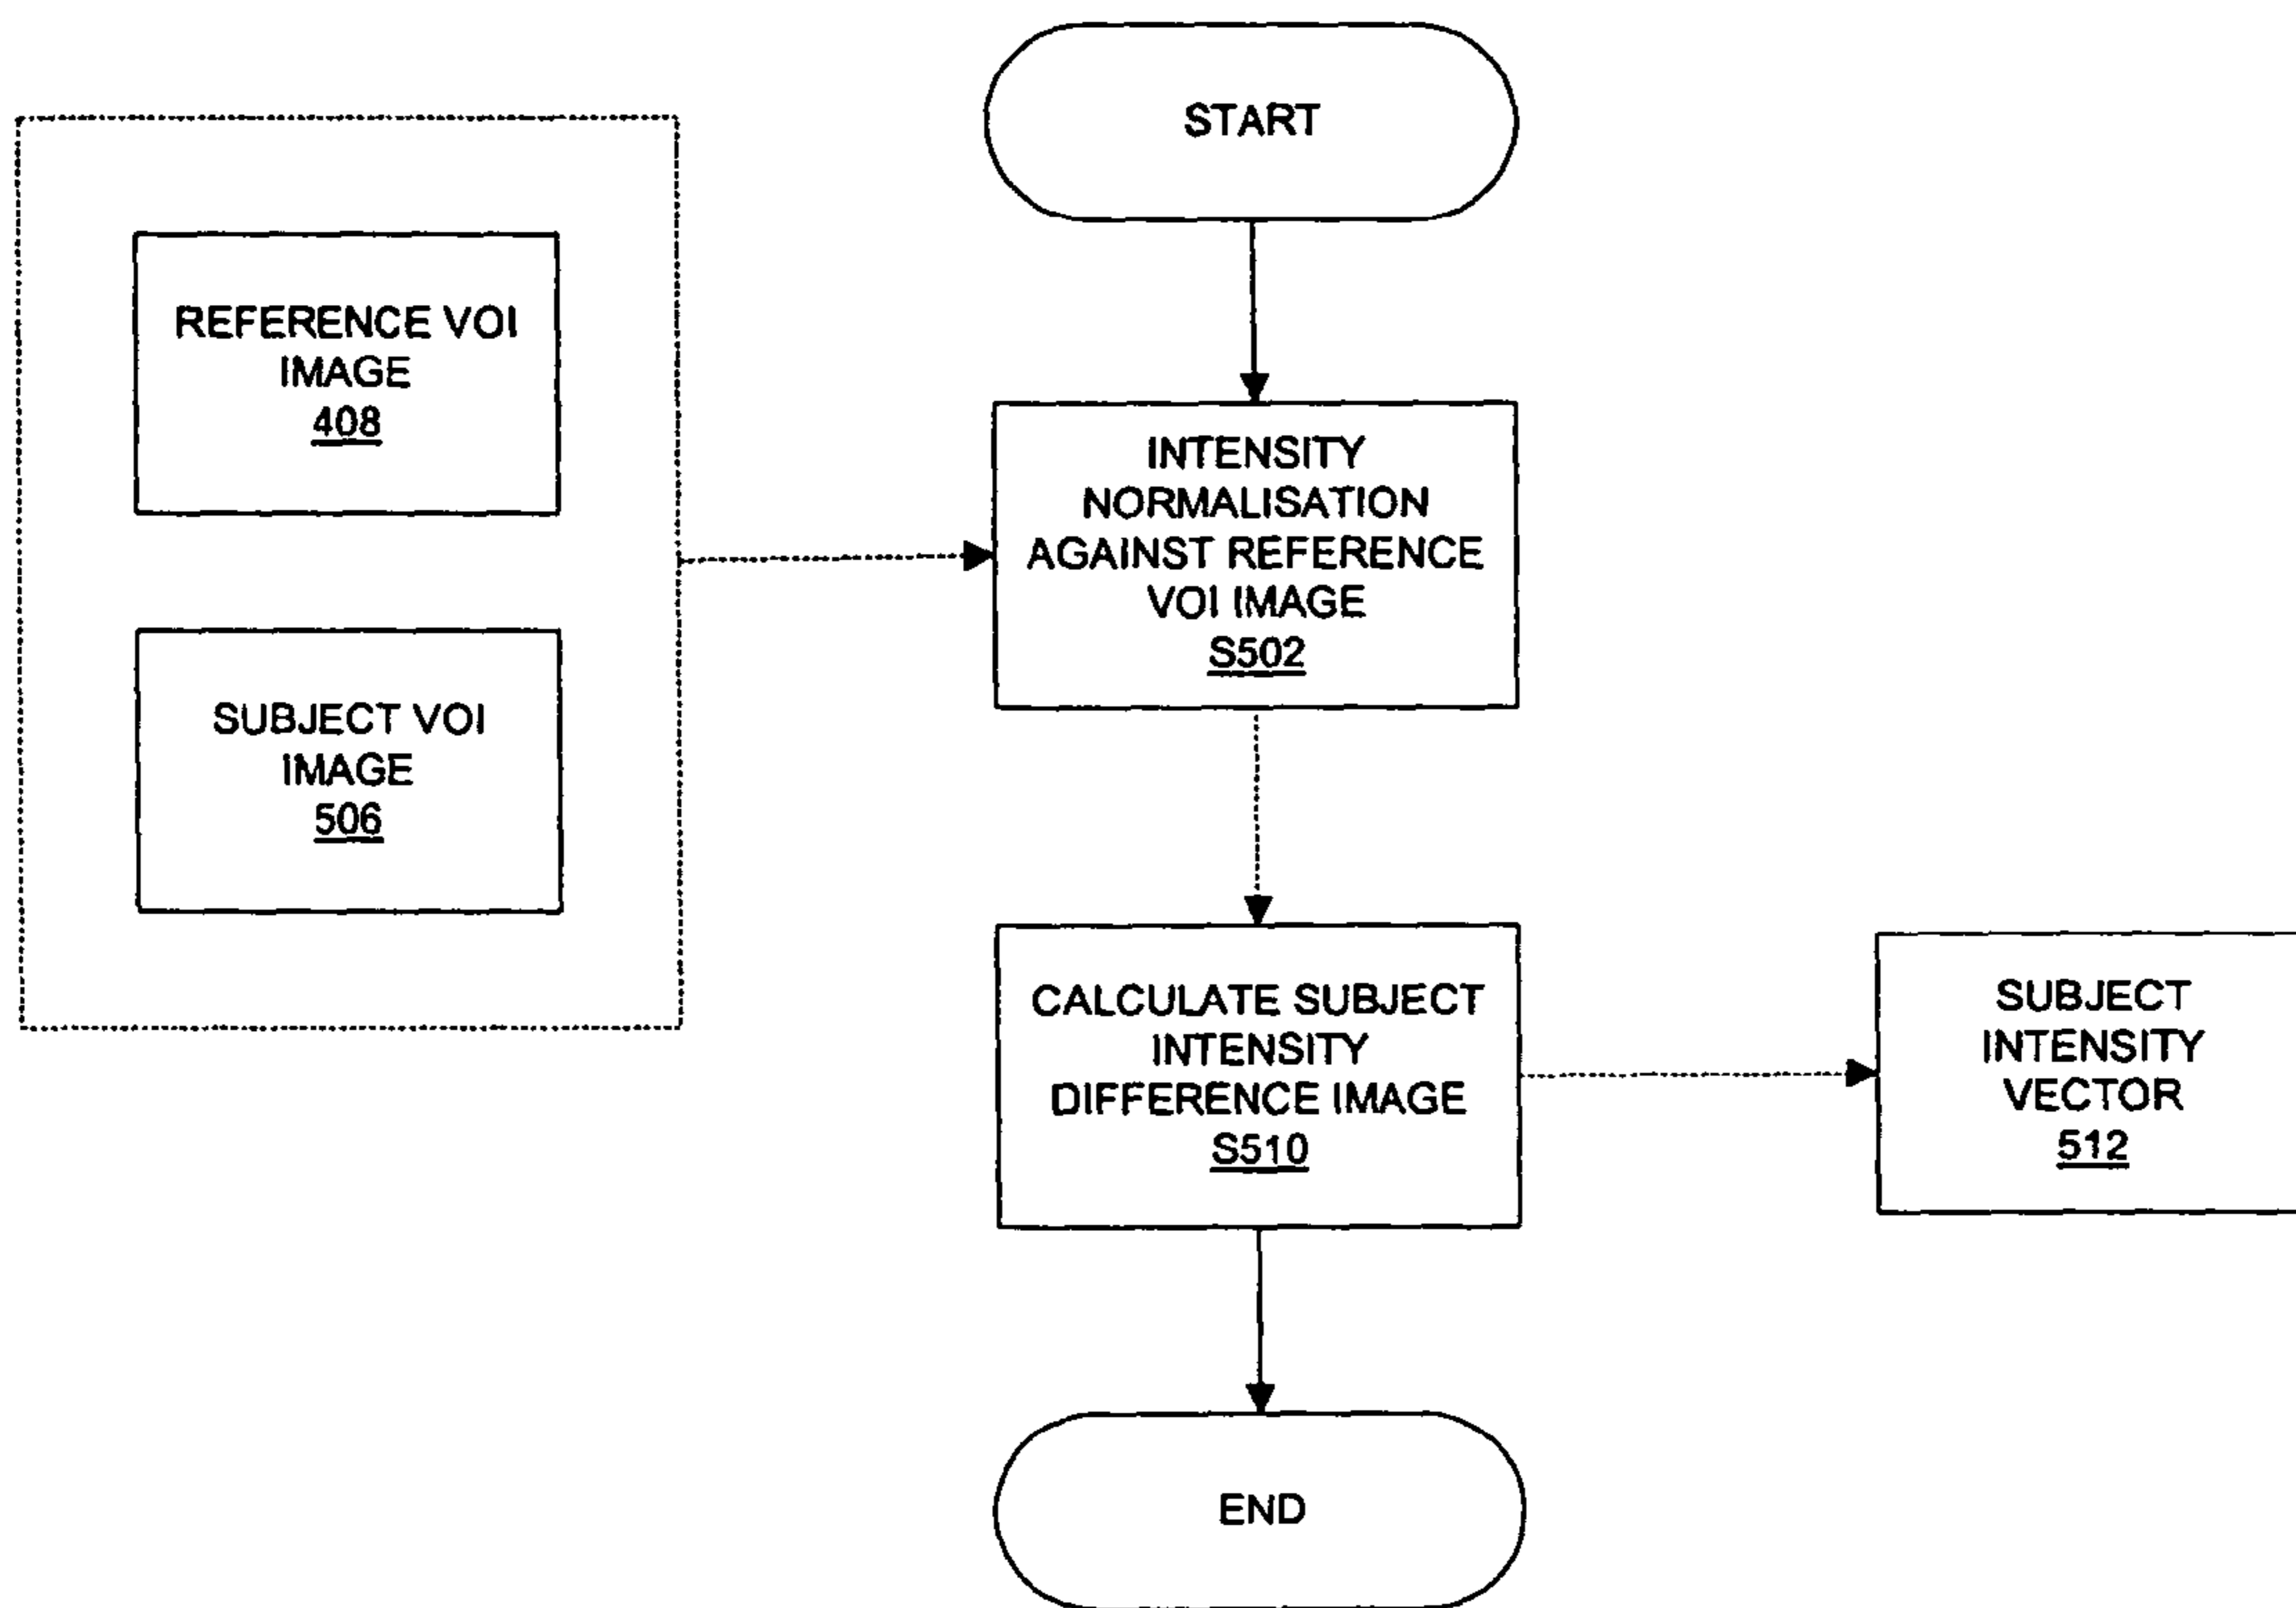 START
REFERENCE VOI
IMAGE
408
SUBJECT VOI
IMAGE
506
INTENSITY
NORMALISATION
AGAINST REFERENCE
VOI IMAGE
S502
CALCULATE SUBJECT
INTENSITY
DIFFERENCE IMAGE
S510
SUBJECT
INTENSITY
VECTOR
512
END